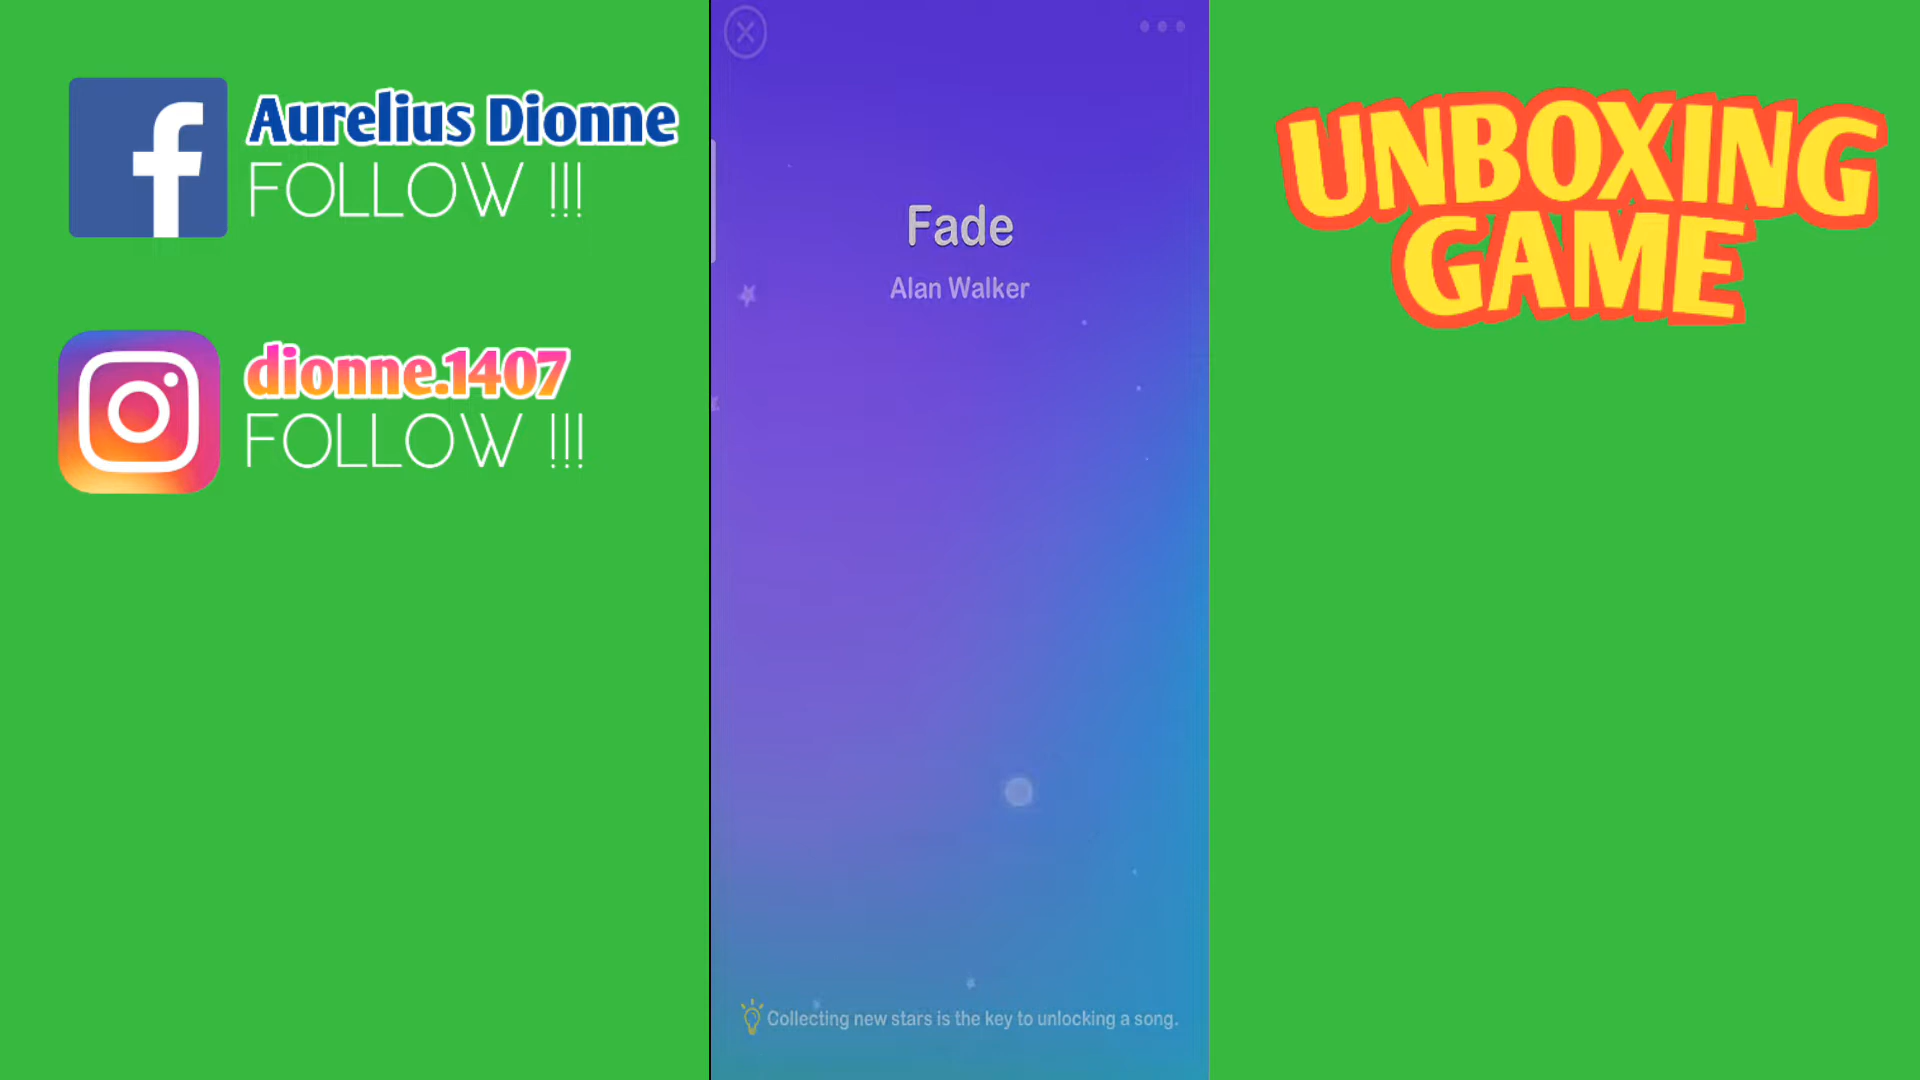 Aurelius Dionne
FOLLOW !!!
dionne.1407
FOLLOW !!!
Fade
Alan Walker
Collecting new stars is the key to unlocking a song.
UNBOXING
GAME